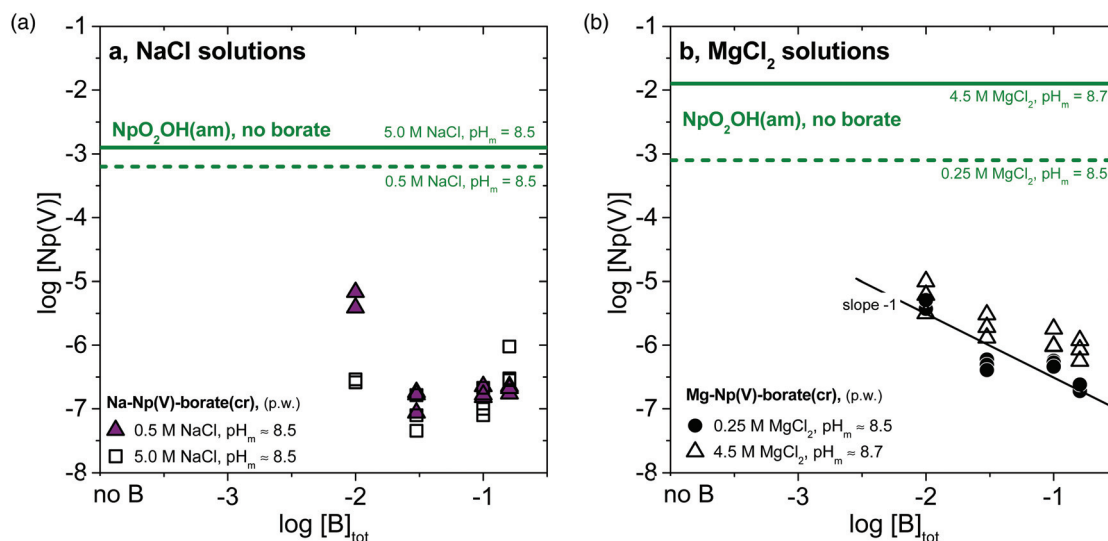 (a)
a, NaCl solutions
NpO₂OH(am), no borate
5.0 M NaCl, pHₘ = 8.5
0.5 M NaCl, pHₘ = 8.5
Na-Np(V)-borate(cr), (p.w.)
0.5 M NaCl, pHₘ ≈ 8.5
5.0 M NaCl, pHₘ ≈ 8.5
log [Np(V)]
-1
-2
-3
-4
-5
-6
-7
-8
no B
-3
-2
-1
log [B]ₜₒₜ
(b)
b, MgCl₂ solutions
4.5 M MgCl₂, pHₘ = 8.7
NpO₂OH(am), no borate
0.25 M MgCl₂, pHₘ = 8.5
slope -1
Mg-Np(V)-borate(cr), (p.w.)
0.25 M MgCl₂, pHₘ ≈ 8.5
4.5 M MgCl₂, pHₘ ≈ 8.7
log [Np(V)]
-1
-2
-3
-4
-5
-6
-7
-8
no B
-3
-2
-1
log [B]ₜₒₜ